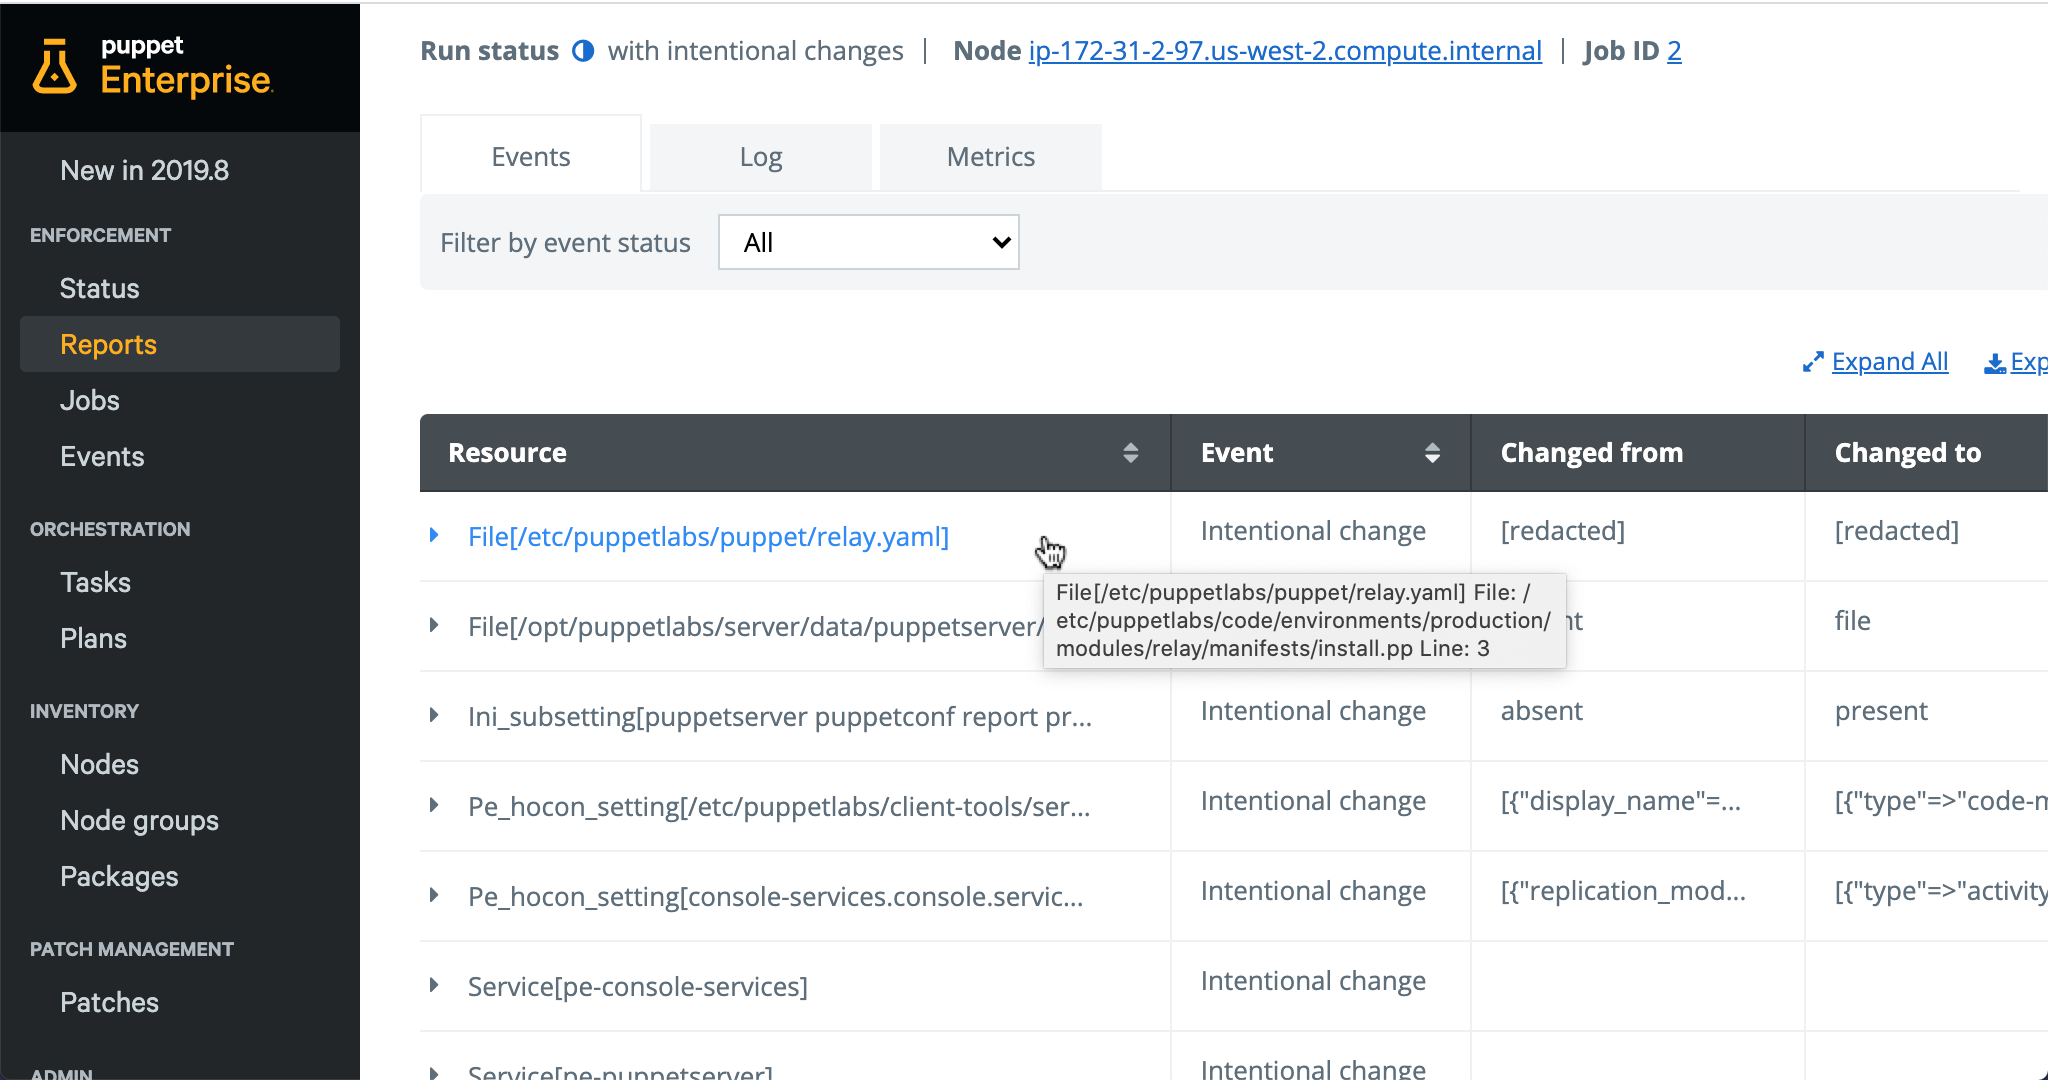 puppet
Enterprise
New in 2019.8
ENFORCEMENT
Status
Reports
Jobs
Events
ORCHESTRATION
Tasks
Plans
INVENTORY
Nodes
Node groups
Packages
PATCH MANAGEMENT
Patches
ADMIN
Run status with intentional changes | Node ip-172-31-2-97.us-west-2.compute.internal | Job ID 2
Events Log Metrics
Filter by event status All
Expand All Exp
Resource Event Changed from Changed to
File[/etc/puppetlabs/puppet/relay.yaml] Intentional change [redacted] [redacted]
File[/etc/puppetlabs/puppet/relay.yaml] File: /
etc/puppetlabs/code/environments/production/
modules/relay/manifests/install.pp Line: 3
File[/opt/puppetlabs/server/data/puppetserver/ file
Ini_subsetting[puppetserver puppetconf report pr... Intentional change absent present
Pe_hocon_setting[/etc/puppetlabs/client-tools/ser... Intentional change [{"display_name"=... [{"type"=>"code-m
Pe_hocon_setting[console-services.console.servic... Intentional change [{"replication_mod... [{"type"=>"activity
Service[pe-console-services] Intentional change
Service[pe-puppetserver] Intentional change